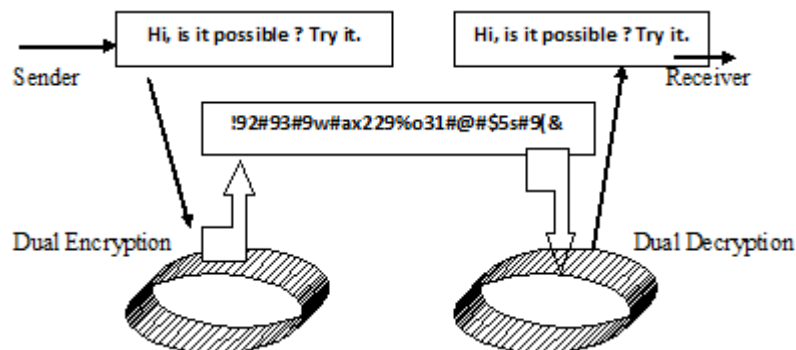 Hi, is it possible ? Try it.
Hi, is it possible ? Try it.
Sender
Receiver
!92#93#9w#ax229%o31#@#$5s#9(&
Dual Encryption
Dual Decryption